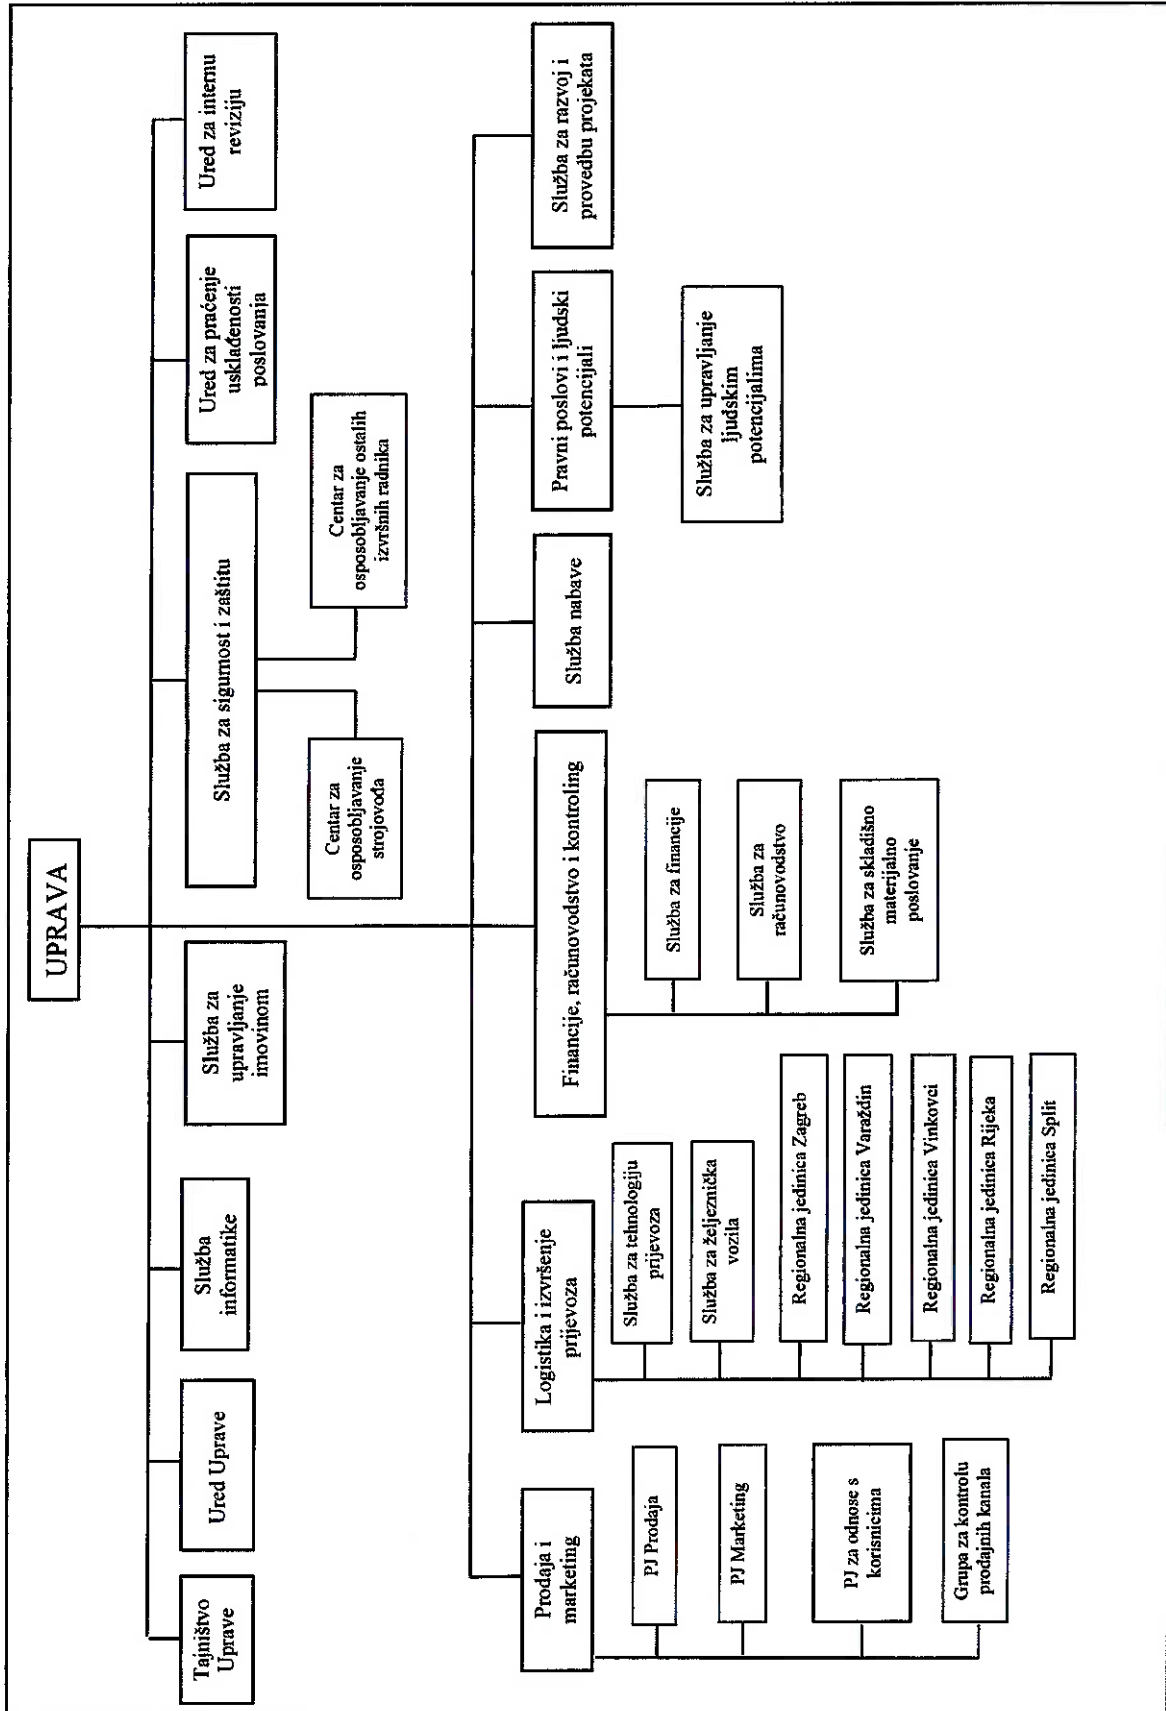 UPRAVA
Tajništvo
Uprave
Ured Uprave
Služba
informatike
Služba za
upravljanje
imovinom
Služba za sigurnost i zaštitu
Centar za
osposobljavanje
strojovođa
Centar za
osposobljavanje ostalih
izvršnih radnika
Ured za praćenje
usklađenosti
poslovanja
Ured za internu
reviziju
Prodaja i
marketing
PJ Prodaja
PJ Marketing
PJ za odnose s
korisnicima
Grupa za kontrolu
prodajnih kanala
Logistika i izvršenje
prijevoza
Služba za tehnologiju
prijevoza
Služba za željeznička
vozila
Regionalna jedinica Zagreb
Regionalna jedinica Varaždin
Regionalna jedinica Vinkovci
Regionalna jedinica Rijeka
Regionalna jedinica Split
Financije, računovodstvo i kontroling
Služba za financije
Služba za
računovodstvo
Služba za skladišno
materijalno
poslovanje
Služba nabave
Pravni poslovi i ljudski
potencijali
Služba za upravljanje
ljudskim
potencijalima
Služba za razvoj i
provedbu projekata